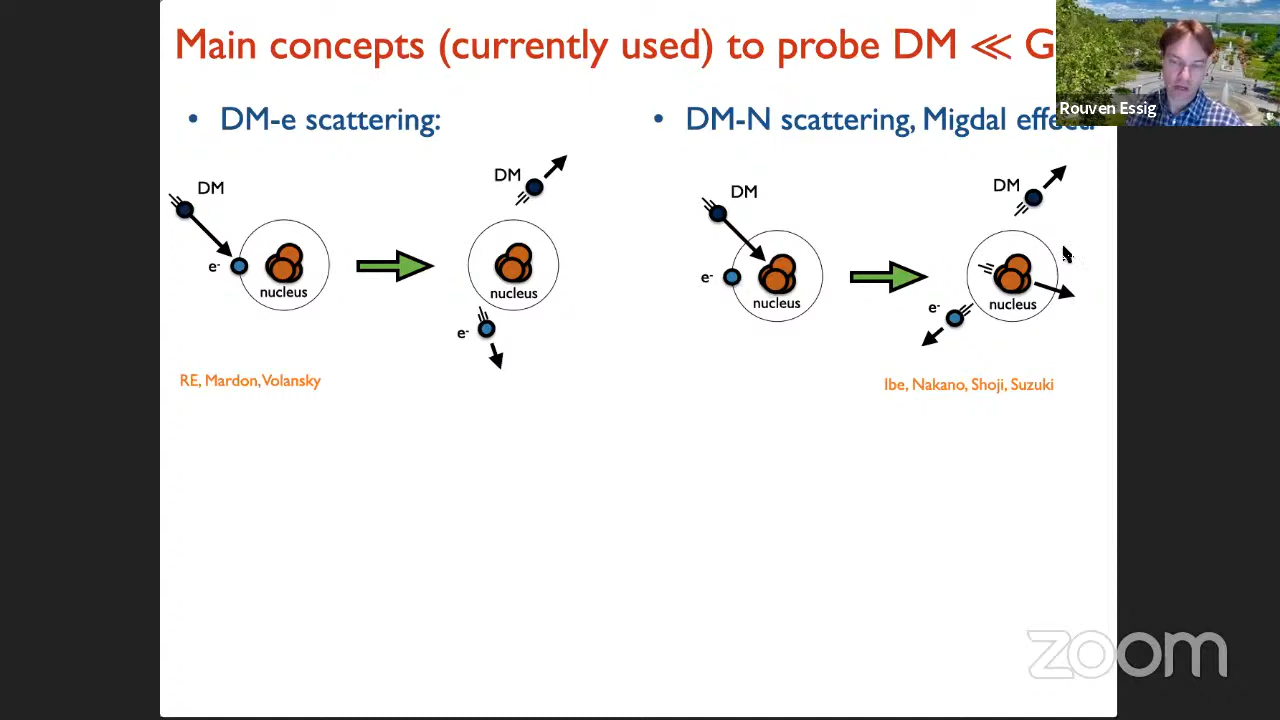 Main concepts (currently used) to probe DM ≪ G
Rouven Essig
• DM-e scattering:
• DM-N scattering, Migdal effect:
DM
e-
nucleus
DM
nucleus
e-
DM
e-
nucleus
DM
nucleus
e-
RE, Mardon, Volansky
Ibe, Nakano, Shoji, Suzuki
zoom